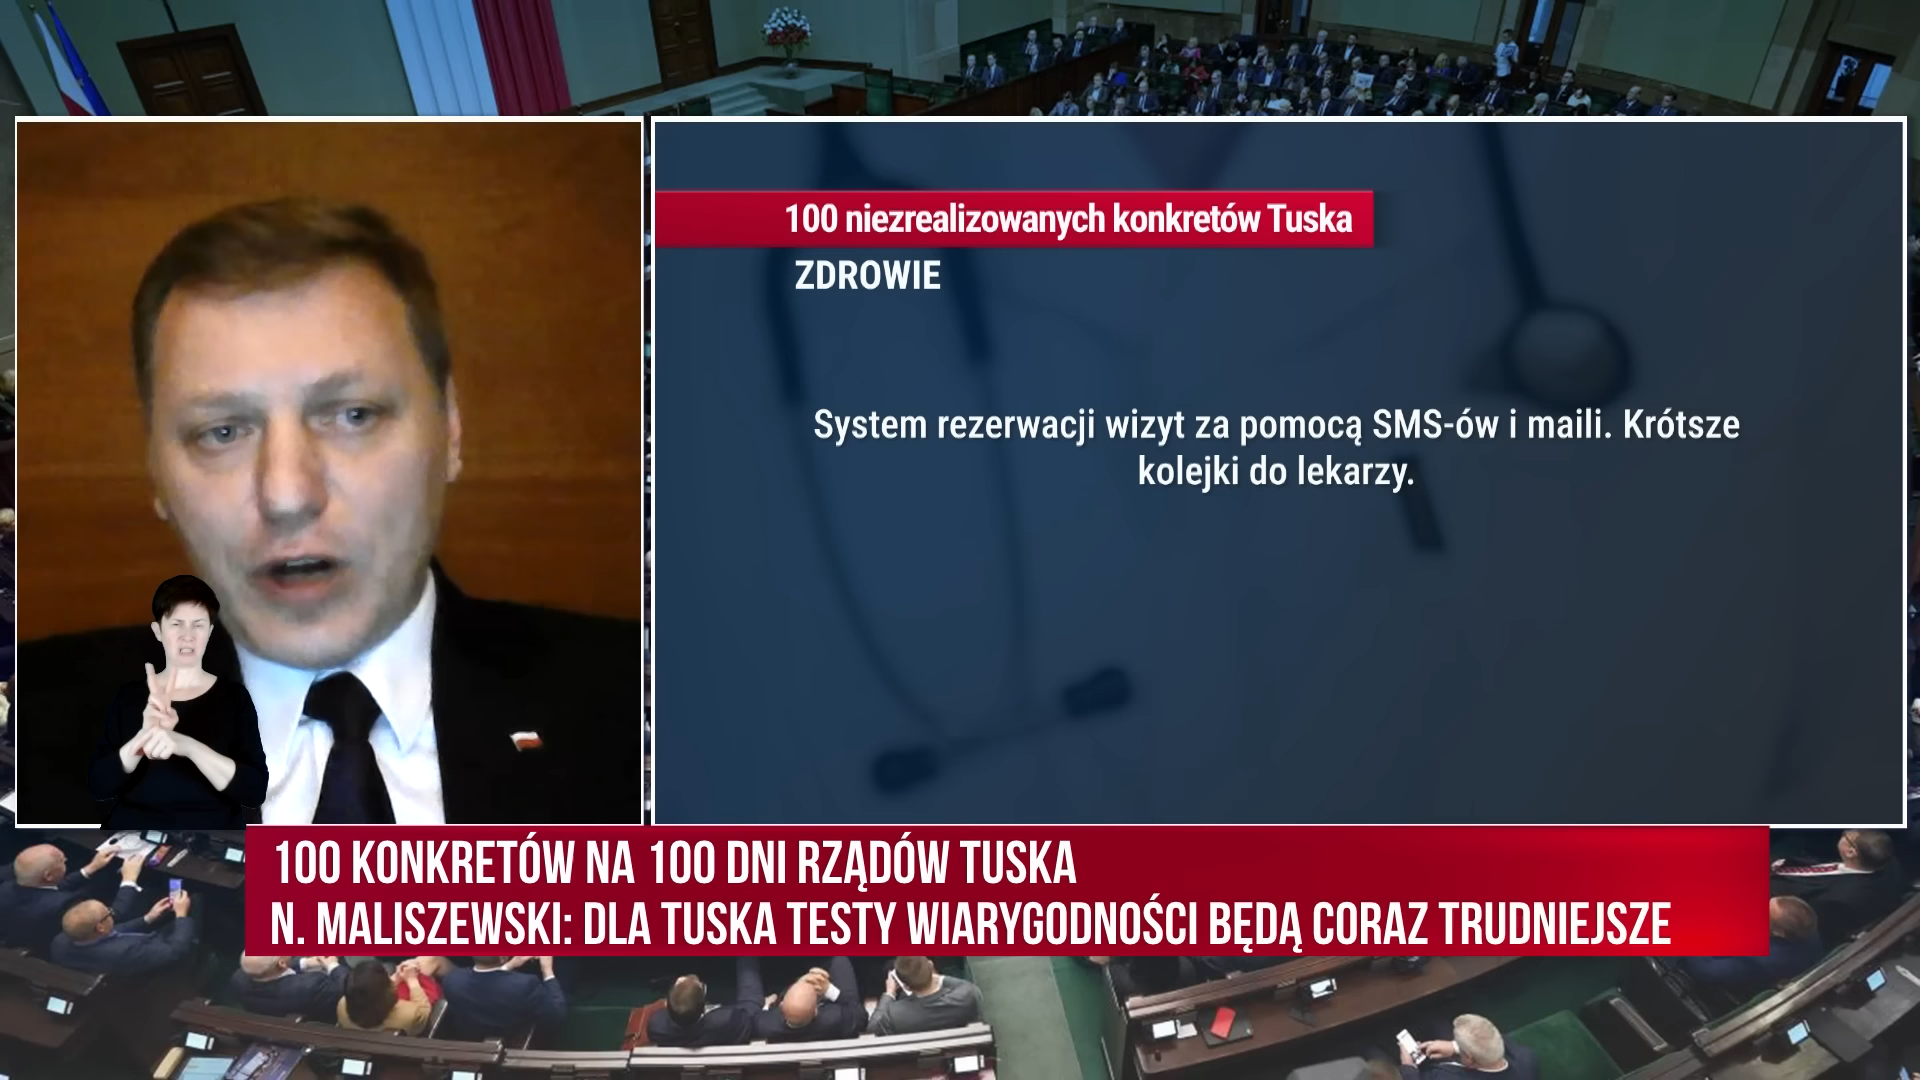 100 niezrealizowanych konkretów Tuska
ZDROWIE
System rezerwacji wizyt za pomocą SMS-ów i maili. Krótsze
kolejki do lekarzy.
100 KONKRETÓW NA 100 DNI RZĄDÓW TUSKA
N. MALISZEWSKI: DLA TUSKA TESTY WIARYGODNOŚCI BĘDĄ CORAZ TRUDNIEJSZE